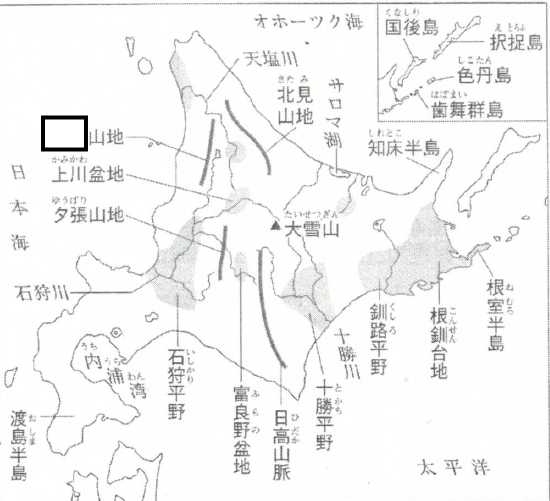 オホーツク海
天塩川
きたみ
北見
山地
サロマ湖
くなしり
国後島
えとろふ
択捉島
しこたん
色丹島
はぼまい
歯舞群島
しれとこ
知床半島
山地
かみかわ
上川盆地
ゆうばり
夕張山地
日本海
たいせつざん
▲大雪山
石狩川
うちうらわん
内浦湾
おしま
渡島半島
いしかり
石狩平野
ふらの
富良野盆地
ひだか
日高山脈
とかち
十勝平野
十勝川
くしろ
釧路平野
こんせん
根釧台地
ねむろ
根室半島
太平洋